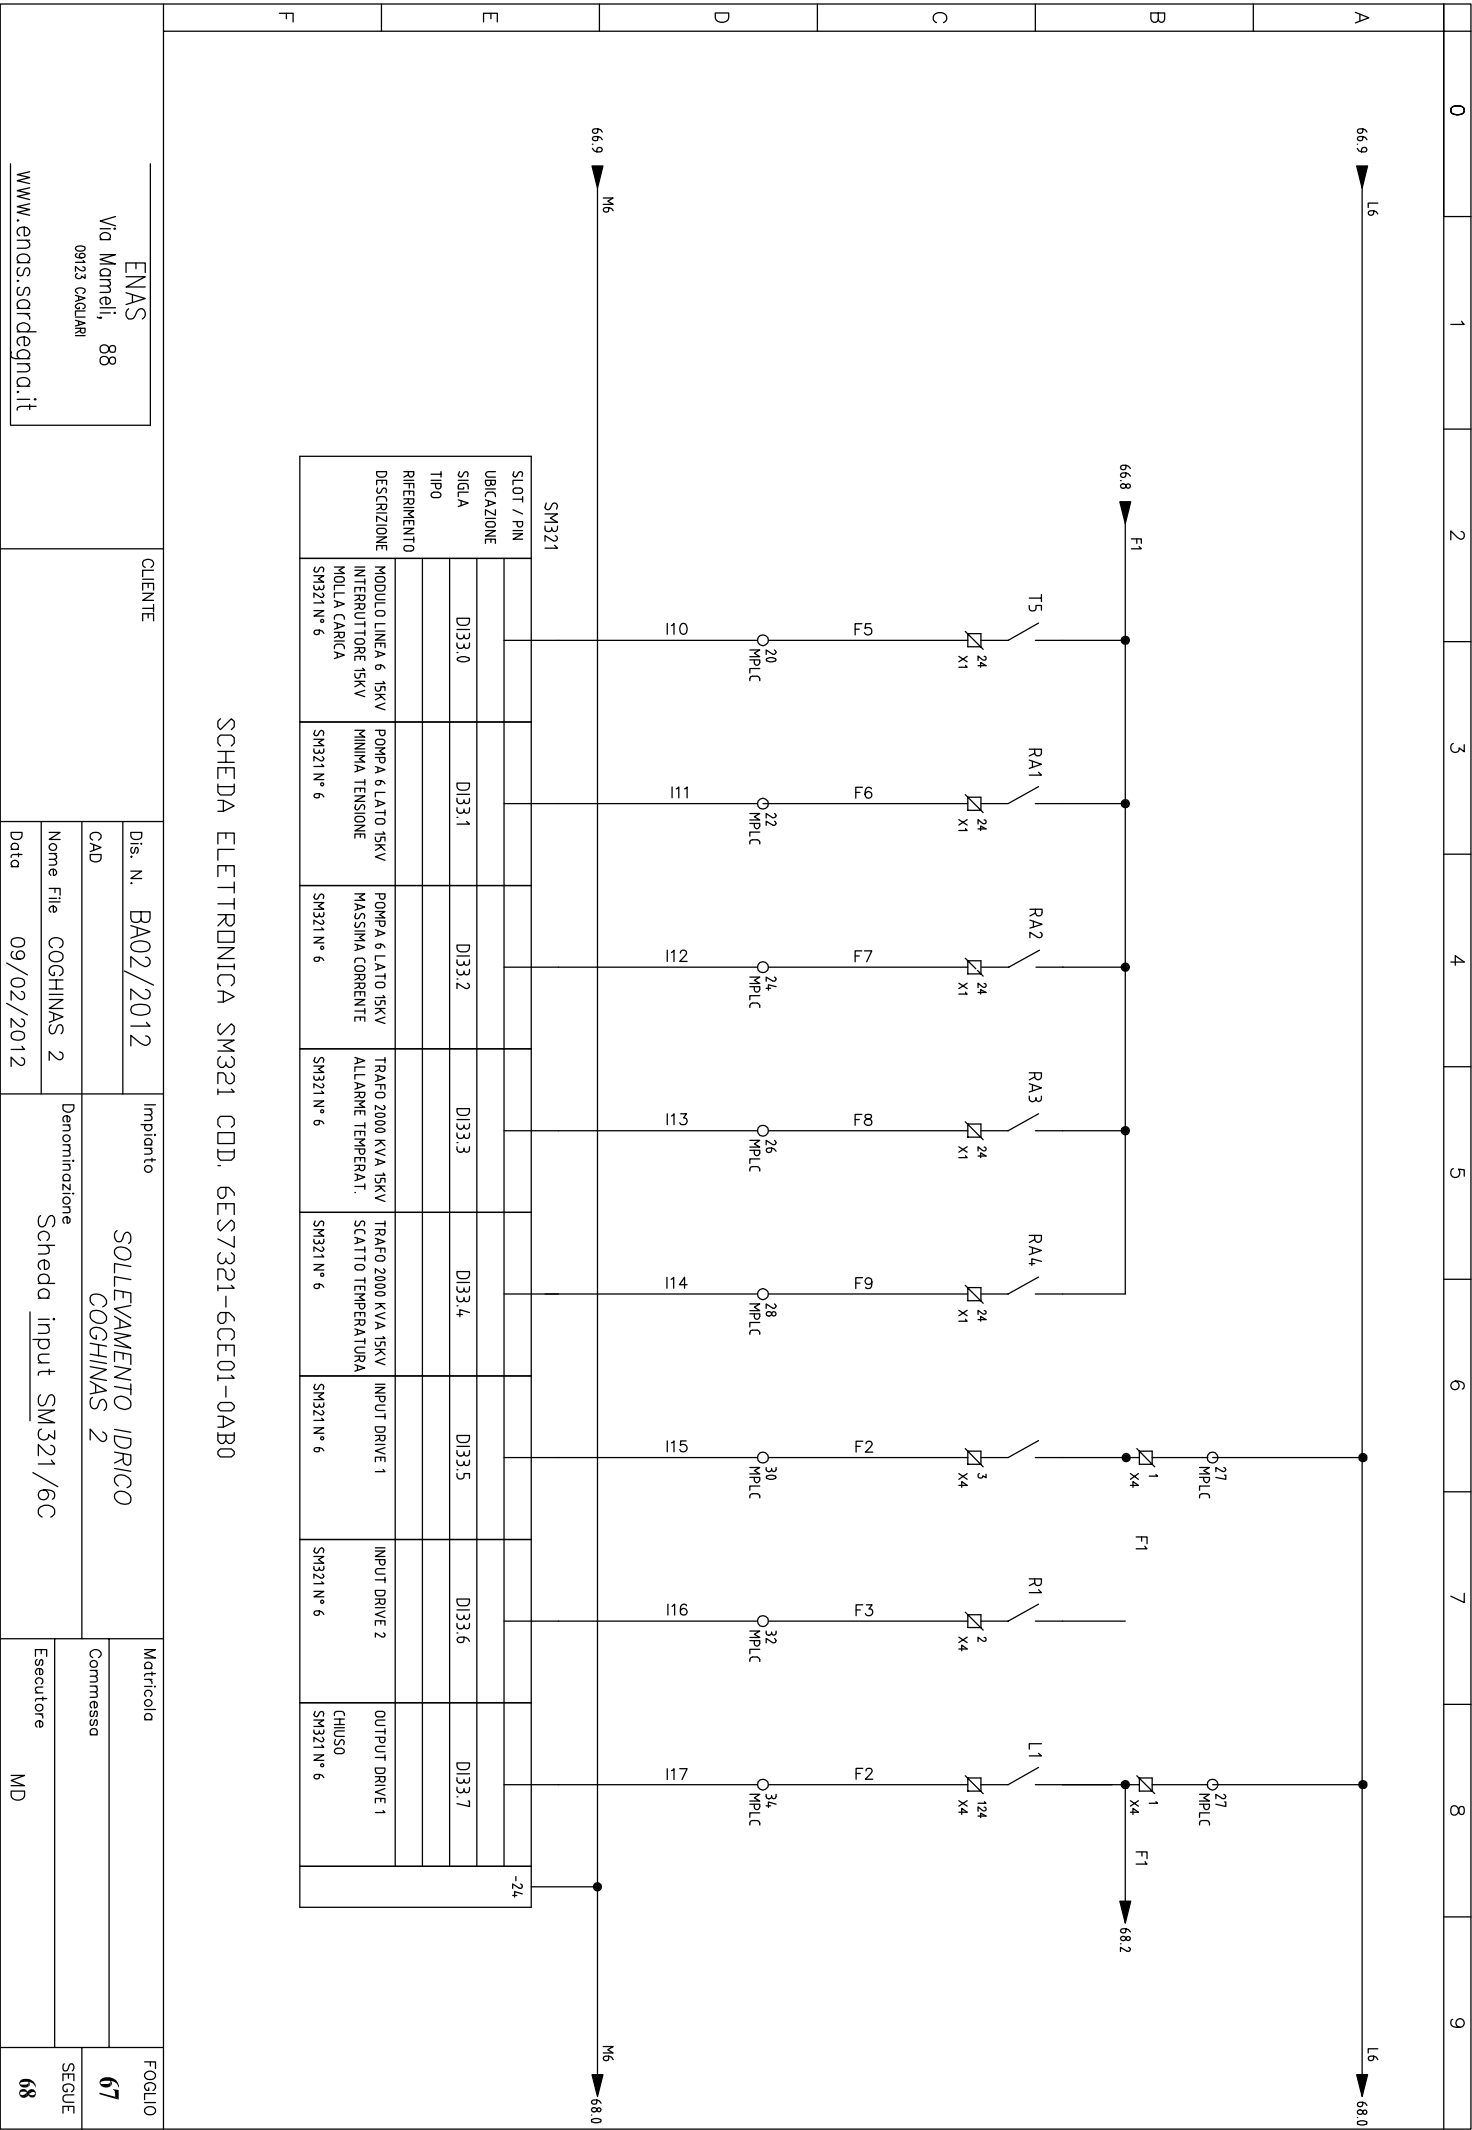 0 1 2 3 4 5 6 7 8 9
A
B
C
D
E
F
66.9 L6 L6 68.0
27 MPLC 27 MPLC
1 X4 1 X4
66.8 F1 F1 F1 68.2
T5 RA1 RA2 RA3 RA4 R1 L1
24 X1 24 X1 24 X1 24 X1 24 X1 3 X4 2 X4 124 X4
F5 F6 F7 F8 F9 F2 F3 F2
20 MPLC 22 MPLC 24 MPLC 26 MPLC 28 MPLC 30 MPLC 32 MPLC 34 MPLC
I10 I11 I12 I13 I14 I15 I16 I17
66.9 M6 M6 68.0
SM321
SLOT / PIN -24
UBICAZIONE
SIGLA DI33.0 DI33.1 DI33.2 DI33.3 DI33.4 DI33.5 DI33.6 DI33.7
TIPO
RIFERIMENTO
DESCRIZIONE
MODULO LINEA 6 15KV
INTERRUTTORE 15KV
MOLLA CARICA
SM321 N° 6
POMPA 6 LATO 15KV
MINIMA TENSIONE
SM321 N° 6
POMPA 6 LATO 15KV
MASSIMA CORRENTE
SM321 N° 6
TRAFO 2000 KVA 15KV
ALLARME TEMPERAT.
SM321 N° 6
TRAFO 2000 KVA 15KV
SCATTO TEMPERATURA
SM321 N° 6
INPUT DRIVE 1
SM321 N° 6
INPUT DRIVE 2
SM321 N° 6
OUTPUT DRIVE 1
CHIUSO
SM321 N° 6
SCHEDA ELETTRONICA SM321 COD. 6ES7321-6CE01-0AB0
ENAS
Via Mameli, 88
09123 CAGLIARI
www.enas.sardegna.it
CLIENTE
Dis. N. BA02/2012
CAD
Nome File COGHINAS 2
Data 09/02/2012
Impianto
SOLLEVAMENTO IDRICO
COGHINAS 2
Denominazione
Scheda input SM321/6C
Matricola
Commessa
Esecutore MD
FOGLIO
67
SEGUE
68